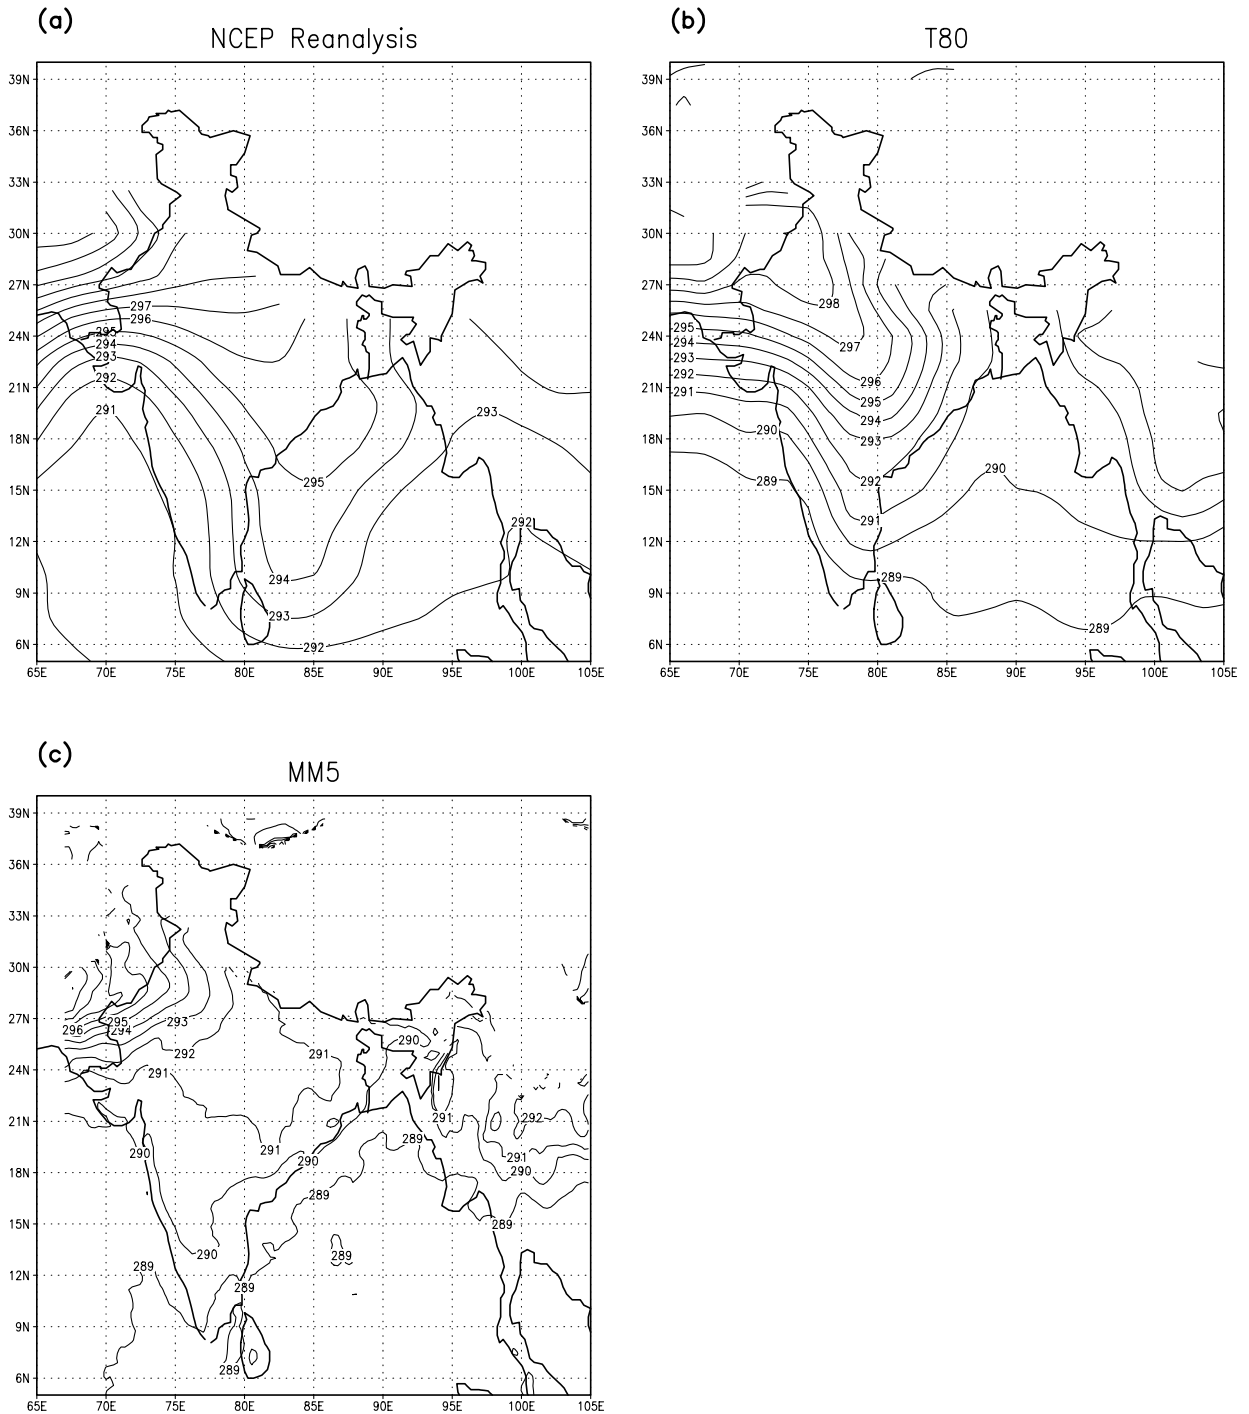 (a)
NCEP Reanalysis
39N
36N
33N
30N
27N
24N
21N
18N
15N
12N
9N
6N
297
296
295
294
293
292
291
293
295
292
294
293
292
65E 70E 75E 80E 85E 90E 95E 100E 105E
(b)
T80
39N
36N
33N
30N
27N
24N
21N
18N
15N
12N
9N
6N
298
295
294
297
293
292
296
291
295
294
290
293
290
289
292
291
289
289
65E 70E 75E 80E 85E 90E 95E 100E 105E
(c)
MM5
39N
36N
33N
30N
27N
24N
21N
18N
15N
12N
9N
6N
296
295
294
293
290
292
291
291
291
292
289
290
291
291
290
290
289
289
290
289
289
289
289
65E 70E 75E 80E 85E 90E 95E 100E 105E